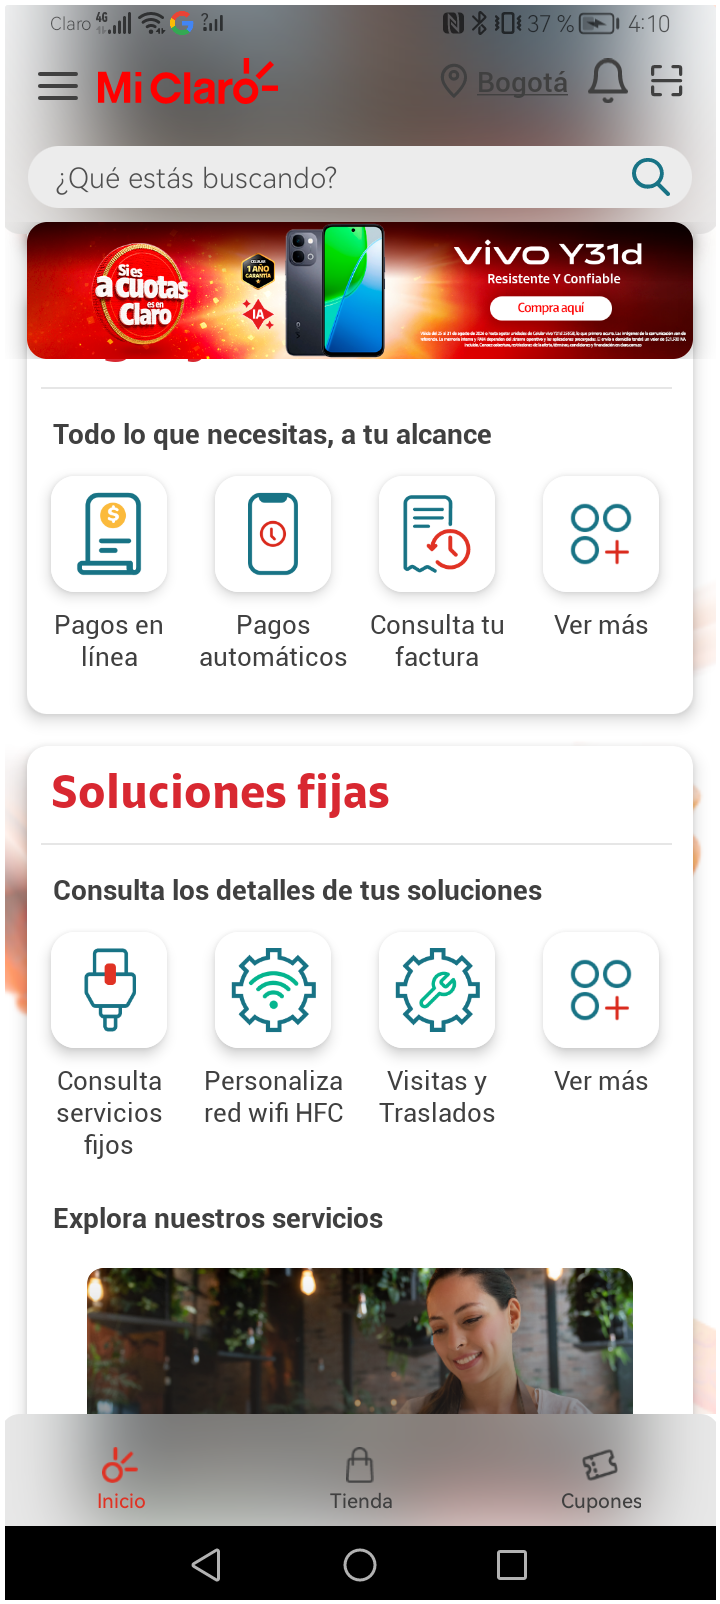 Claro 4G ? 37 % 4:10
Mi Claro
Bogotá
¿Qué estás buscando?
Si es
a cuotas
es en
Claro
CELULAR
1 AÑO
GARANTÍA
IA
vivo Y31d
Resistente Y Confiable
Compra aquí
Todo lo que necesitas, a tu alcance
Pagos en
línea
Pagos
automáticos
Consulta tu
factura
Ver más
Soluciones fijas
Consulta los detalles de tus soluciones
Consulta
servicios
fijos
Personaliza
red wifi HFC
Visitas y
Traslados
Ver más
Explora nuestros servicios
Inicio
Tienda
Cupones